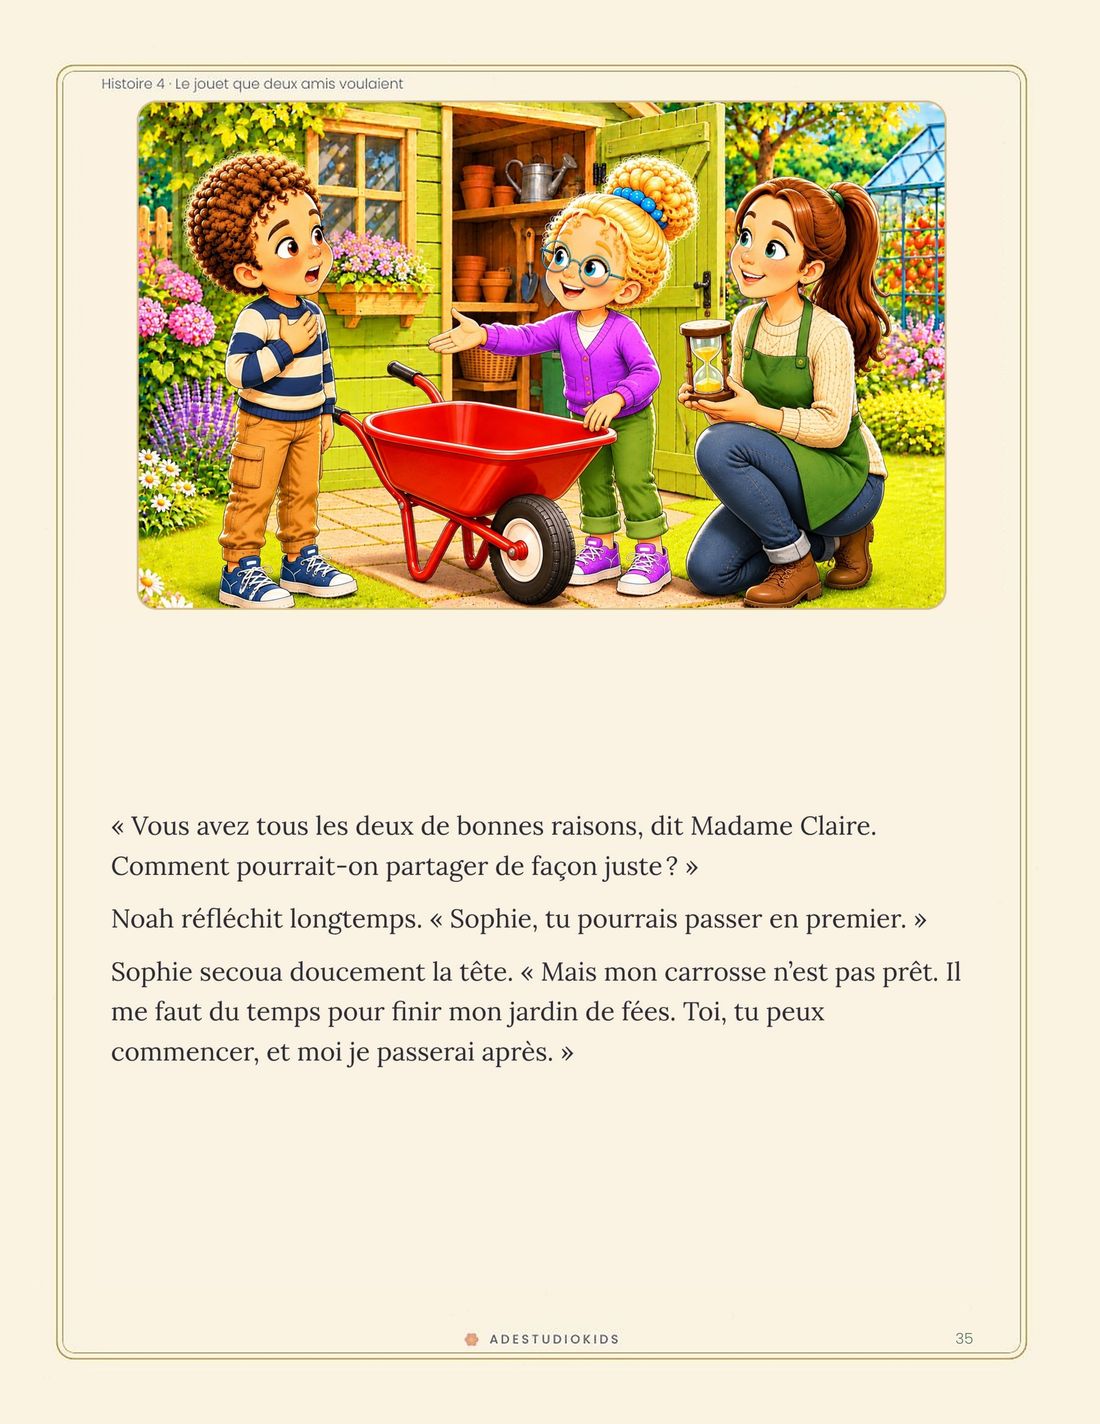 Histoire 4 · Le jouet que deux amis voulaient
« Vous avez tous les deux de bonnes raisons, dit Madame Claire.
Comment pourrait-on partager de façon juste ? »
Noah réfléchit longtemps. « Sophie, tu pourrais passer en premier. »
Sophie secoua doucement la tête. « Mais mon carrosse n’est pas prêt. Il
me faut du temps pour finir mon jardin de fées. Toi, tu peux
commencer, et moi je passerai après. »
ADESTUDIOKIDS
35